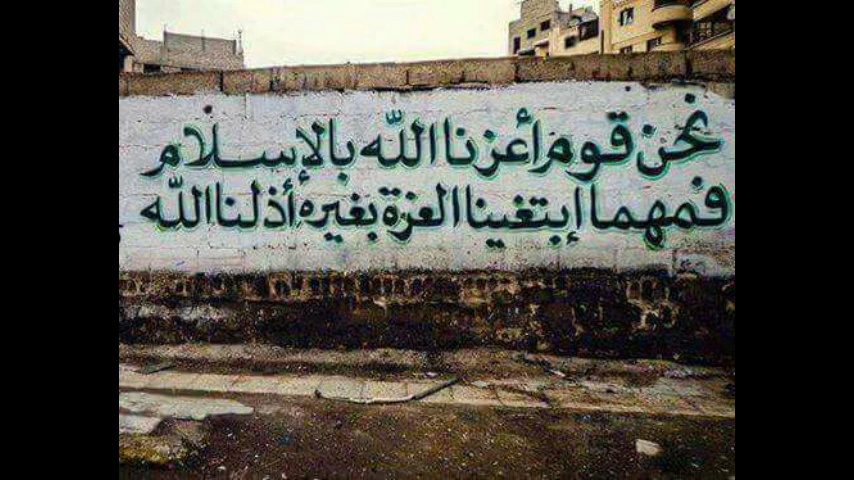 نحن قوم أعزنا الله بالإسلام
فمهما إبتغينا العزة بغيره أذلنا الله